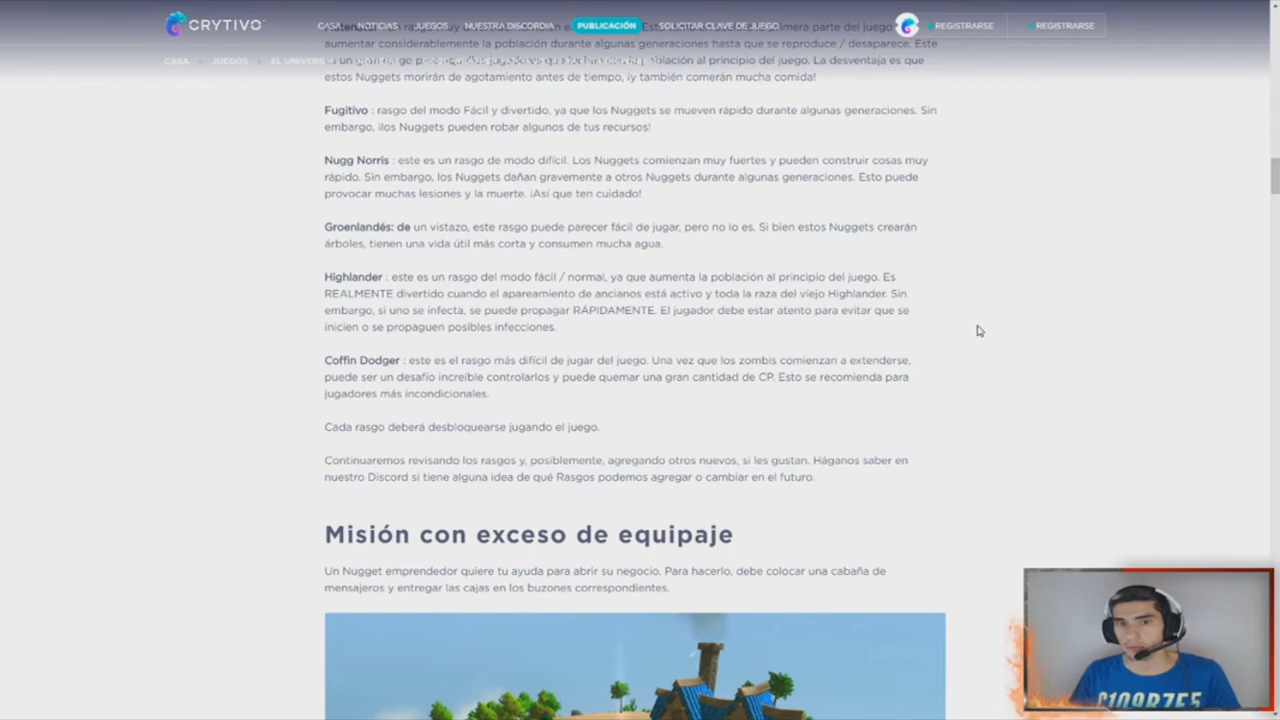 CRYTIVO
CASA NOTICIAS JUEGOS NUESTRA DISCORDIA PUBLICACIÓN SOLICITAR CLAVE DE JUEGO REGISTRARSE REGISTRARSE
primera parte del juego.
aumentar considerablemente la población durante algunas generaciones hasta que se reproduce / desaparece. Este
CASA JUEGOS al principio del juego. La desventaja es que
estos Nuggets morirán de agotamiento antes de tiempo, ¡y también comerán mucha comida!
Fugitivo : rasgo del modo Fácil y divertido, ya que los Nuggets se mueven rápido durante algunas generaciones. Sin
embargo, ¡los Nuggets pueden robar algunos de tus recursos!
Nugg Norris : este es un rasgo de modo difícil. Los Nuggets comienzan muy fuertes y pueden construir cosas muy
rápido. Sin embargo, los Nuggets dañan gravemente a otros Nuggets durante algunas generaciones. Esto puede
provocar muchas lesiones y la muerte. ¡Así que ten cuidado!
Groenlandés: de un vistazo, este rasgo puede parecer fácil de jugar, pero no lo es. Si bien estos Nuggets crearán
árboles, tienen una vida útil más corta y consumen mucha agua.
Highlander : este es un rasgo del modo fácil / normal, ya que aumenta la población al principio del juego. Es
REALMENTE divertido cuando el apareamiento de ancianos está activo y toda la raza del viejo Highlander. Sin
embargo, si uno se infecta, se puede propagar RÁPIDAMENTE. El jugador debe estar atento para evitar que se
inicien o se propaguen posibles infecciones.
Coffin Dodger : este es el rasgo más difícil de jugar del juego. Una vez que los zombis comienzan a extenderse,
puede ser un desafío increíble controlarlos y puede quemar una gran cantidad de CP. Esto se recomienda para
jugadores más incondicionales.
Cada rasgo deberá desbloquearse jugando el juego.
Continuaremos revisando los rasgos y, posiblemente, agregando otros nuevos, si les gustan. Háganos saber en
nuestro Discord si tiene alguna idea de qué Rasgos podemos agregar o cambiar en el futuro.
Misión con exceso de equipaje
Un Nugget emprendedor quiere tu ayuda para abrir su negocio. Para hacerlo, debe colocar una cabaña de
mensajeros y entregar las cajas en los buzones correspondientes.